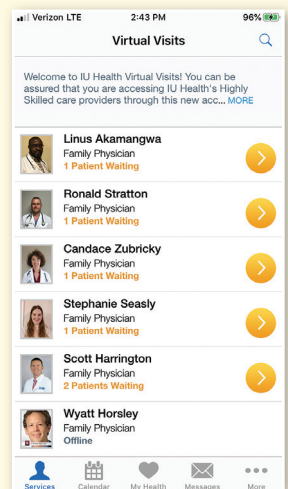 Verizon LTE 2:43 PM 96%
Virtual Visits
Welcome to IU Health Virtual Visits! You can be
assured that you are accessing IU Health's Highly
Skilled care providers through this new acc... MORE
Linus Akamangwa
Family Physician
1 Patient Waiting
Ronald Stratton
Family Physician
1 Patient Waiting
Candace Zubricky
Family Physician
1 Patient Waiting
Stephanie Seasly
Family Physician
1 Patient Waiting
Scott Harrington
Family Physician
2 Patients Waiting
Wyatt Horsley
Family Physician
Offline
Services Calendar My Health Messages More